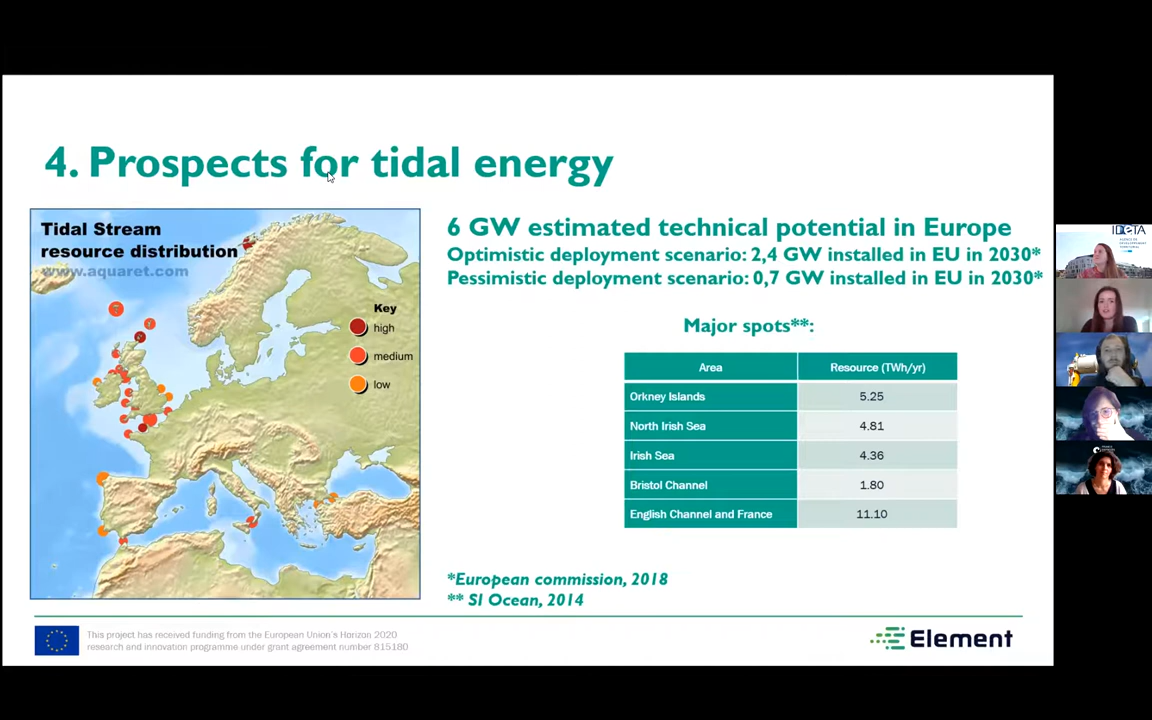 4. Prospects for tidal energy
Tidal Stream
resource distribution
www.aquaret.com
Key
high
medium
low
6 GW estimated technical potential in Europe
Optimistic deployment scenario: 2,4 GW installed in EU in 2030*
Pessimistic deployment scenario: 0,7 GW installed in EU in 2030*
Major spots**:
Area Resource (TWh/yr)
Orkney Islands 5.25
North Irish Sea 4.81
Irish Sea 4.36
Bristol Channel 1.80
English Channel and France 11.10
*European commission, 2018
** SI Ocean, 2014
This project has received funding from the European Union's Horizon 2020
research and innovation programme under grant agreement number 815180
Element
IDETA